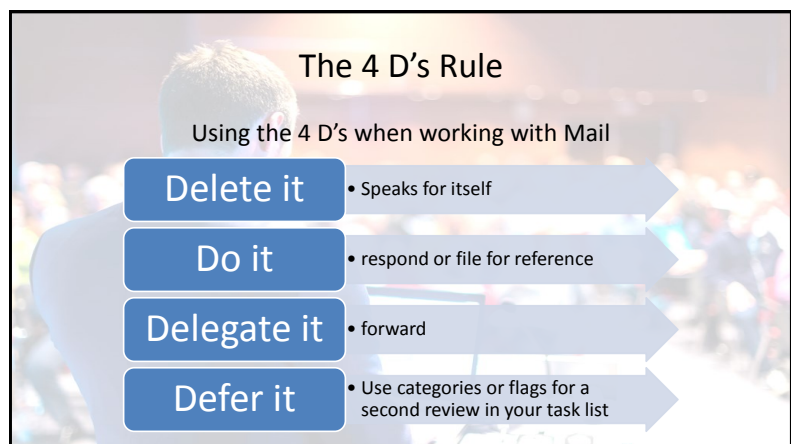 The 4 D’s Rule
Using the 4 D’s when working with Mail
Delete it
• Speaks for itself
Do it
• respond or file for reference
Delegate it
• forward
Defer it
• Use categories or flags for a
second review in your task list